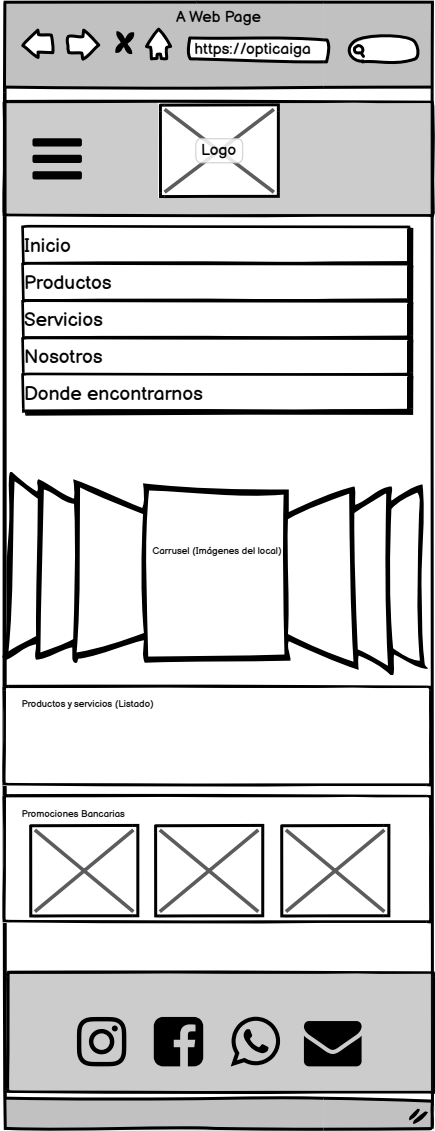 A Web Page
https://opticaiga
Logo
Inicio
Productos
Servicios
Nosotros
Donde encontrarnos
Carrusel (Imágenes del local)
Productos y servicios (Listado)
Promociones Bancarias